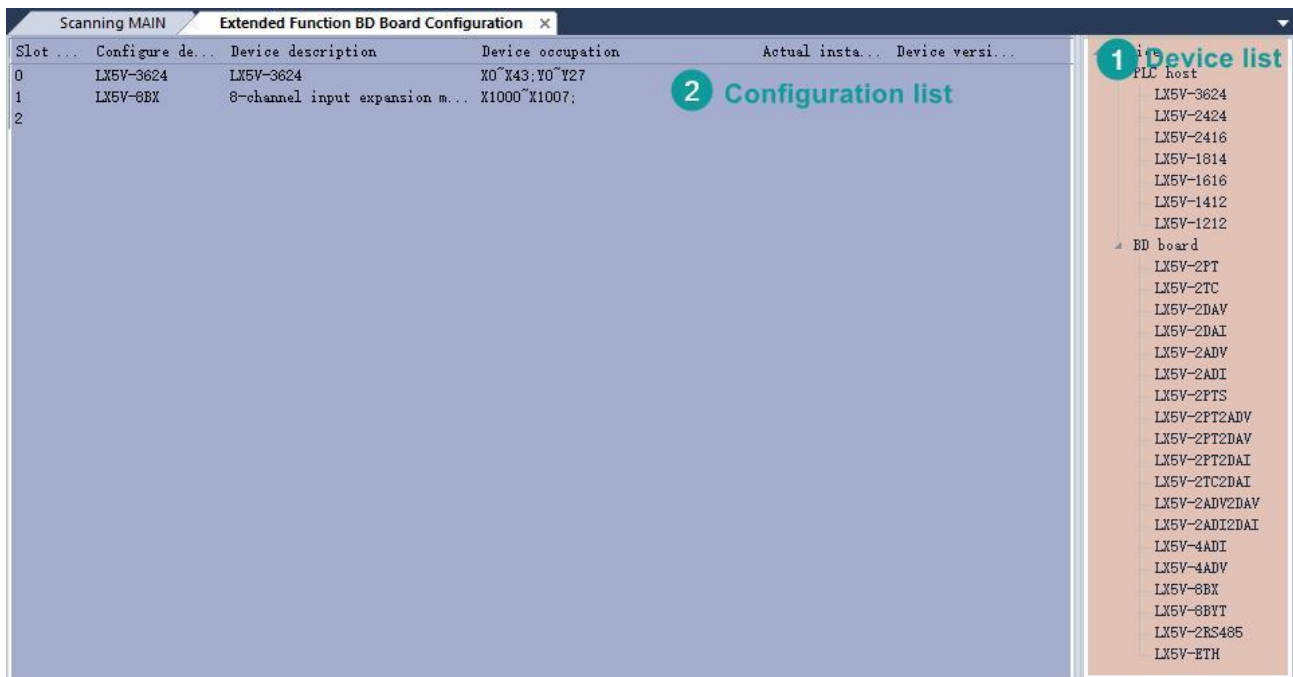 Scanning MAIN Extended Function BD Board Configuration ×
Slot ... Configure de... Device description Device occupation Actual insta... Device versi...
0 LX5V-3624 LX5V-3624 X0~X43;Y0~Y27
1 LX5V-8BX 8-channel input expansion m... X1000~X1007;
2
2 Configuration list
1 Device list
PLC host
LX5V-3624
LX5V-2424
LX5V-2416
LX5V-1814
LX5V-1616
LX5V-1412
LX5V-1212
BD board
LX5V-2PT
LX5V-2TC
LX5V-2DAV
LX5V-2DAI
LX5V-2ADV
LX5V-2ADI
LX5V-2PTS
LX5V-2PT2ADV
LX5V-2PT2DAV
LX5V-2PT2DAI
LX5V-2TC2DAI
LX5V-2ADV2DAV
LX5V-2ADI2DAI
LX5V-4ADI
LX5V-4ADV
LX5V-8BX
LX5V-8BYT
LX5V-2RS485
LX5V-ETH